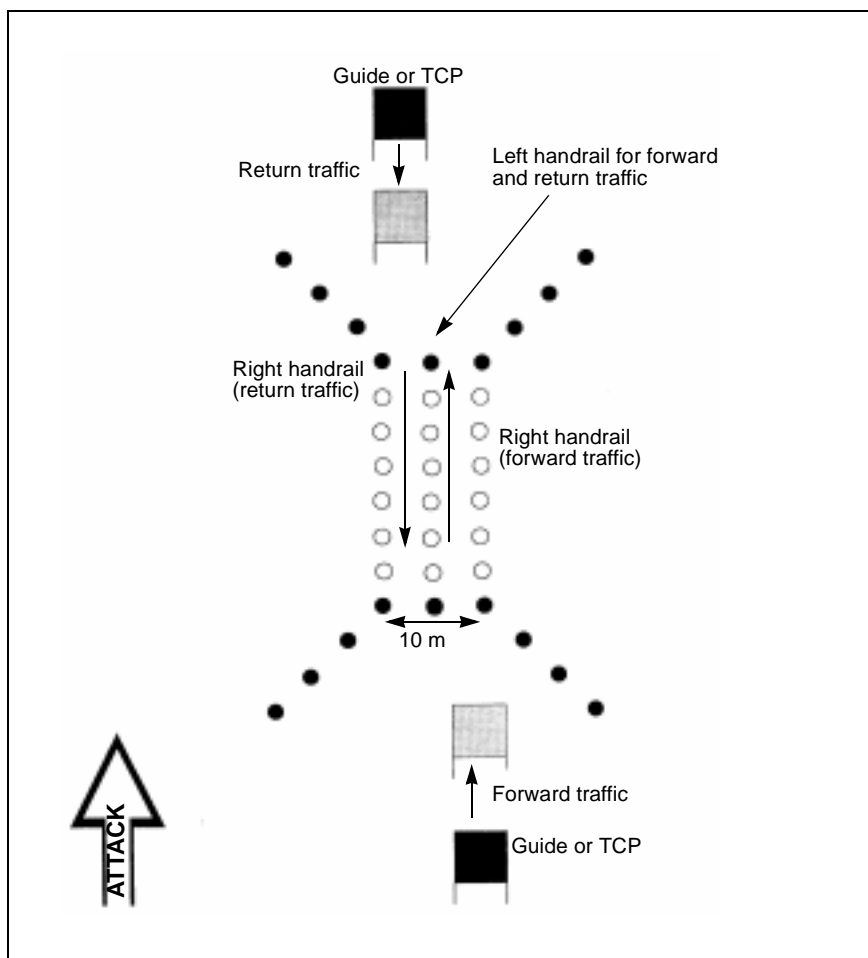 Guide or TCP
Return traffic
Left handrail for forward
and return traffic
Right handrail
(return traffic)
Right handrail
(forward traffic)
10 m
Forward traffic
Guide or TCP
ATTACK